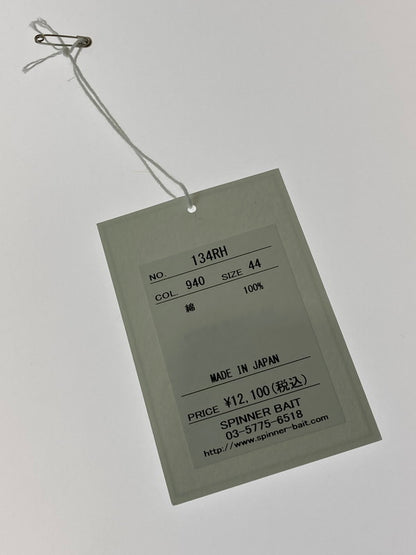 NO. 134RH
COL. 940 SIZE 44
綿 100%
MADE IN JAPAN
PRICE ¥12,100(税込)
SPINNER BAIT
03-5775-6518
http://www.spinner-bait.com